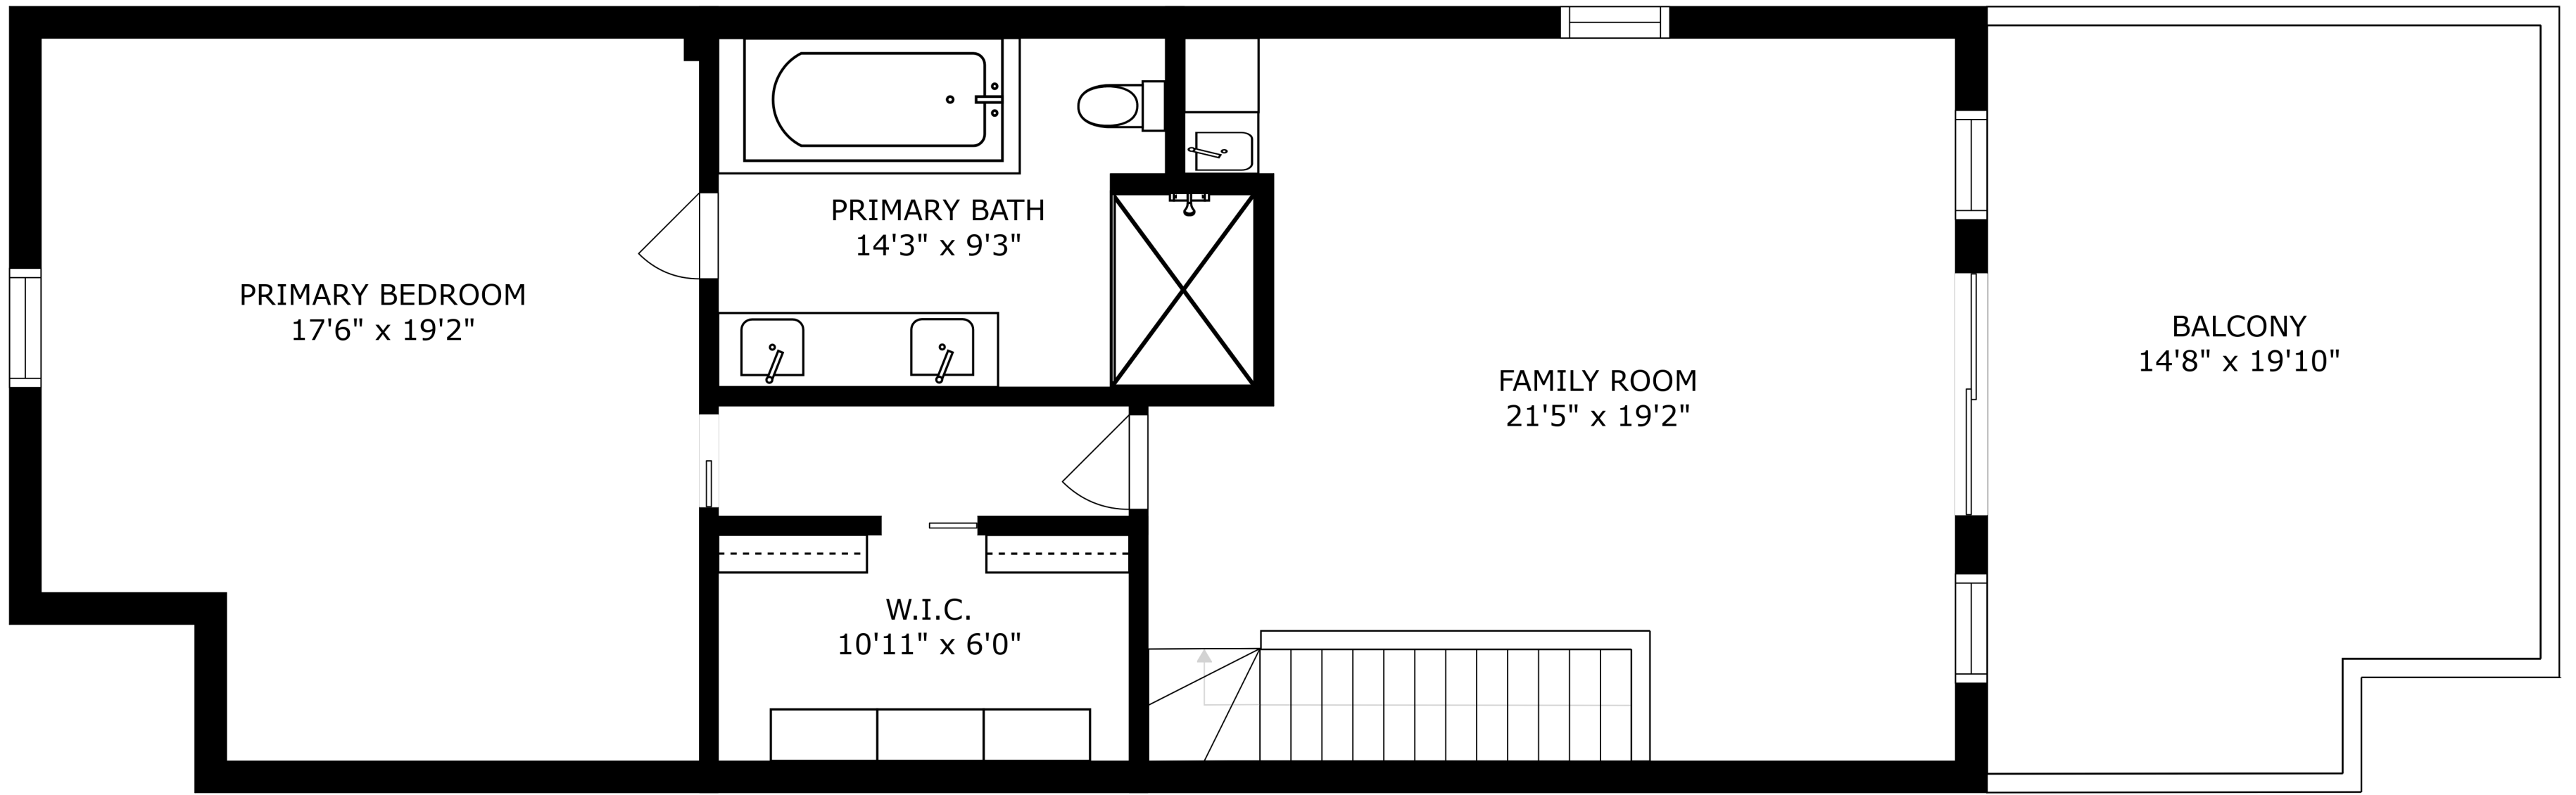 PRIMARY BEDROOM
17'6" x 19'2"
PRIMARY BATH
14'3" x 9'3"
W.I.C.
10'11" x 6'0"
FAMILY ROOM
21'5" x 19'2"
BALCONY
14'8" x 19'10"